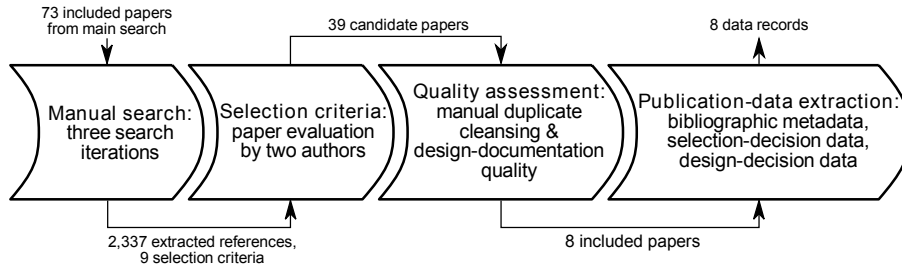 73 included papers
from main search
39 candidate papers
8 data records
Manual search:
three search
iterations
Selection criteria:
paper evaluation
by two authors
Quality assessment:
manual duplicate
cleansing &
design-documentation
quality
Publication-data extraction:
bibliographic metadata,
selection-decision data,
design-decision data
2,337 extracted references,
9 selection criteria
8 included papers